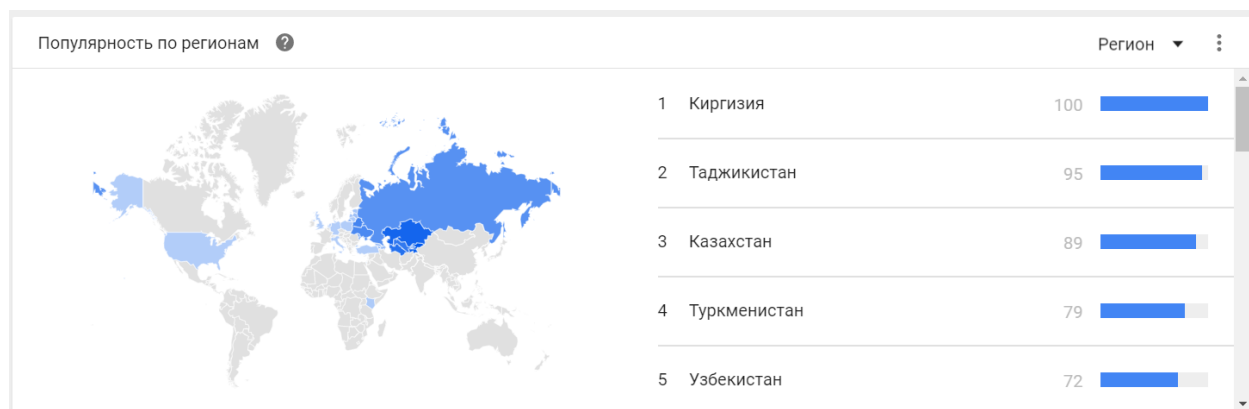 Популярность по регионам ?
Регион
1 Киргизия 100
2 Таджикистан 95
3 Казахстан 89
4 Туркменистан 79
5 Узбекистан 72